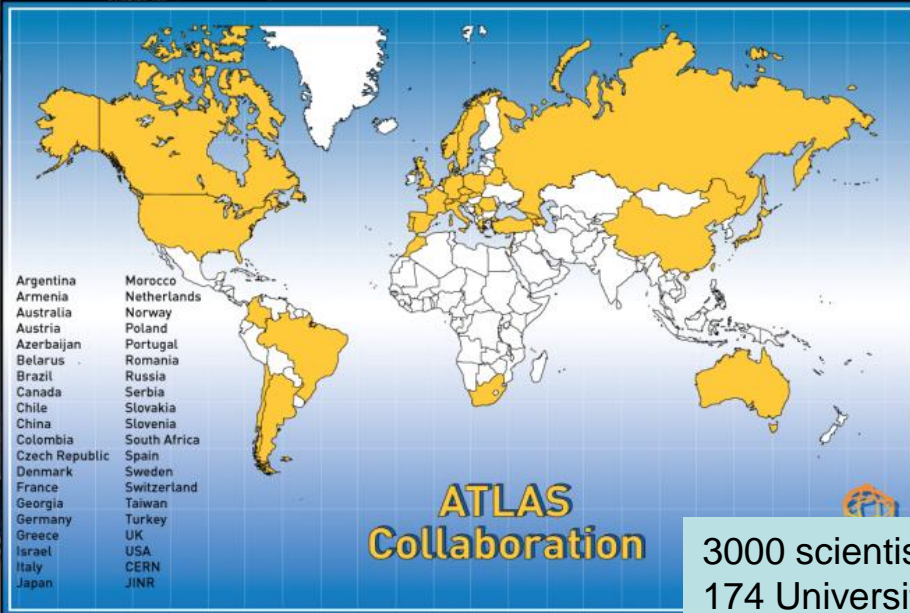 Argentina
Armenia
Australia
Austria
Azerbaijan
Belarus
Brazil
Canada
Chile
China
Colombia
Czech Republic
Denmark
France
Georgia
Germany
Greece
Israel
Italy
Japan
Morocco
Netherlands
Norway
Poland
Portugal
Romania
Russia
Serbia
Slovakia
Slovenia
South Africa
Spain
Sweden
Switzerland
Taiwan
Turkey
UK
USA
CERN
JINR
ATLAS
Collaboration
3000
174